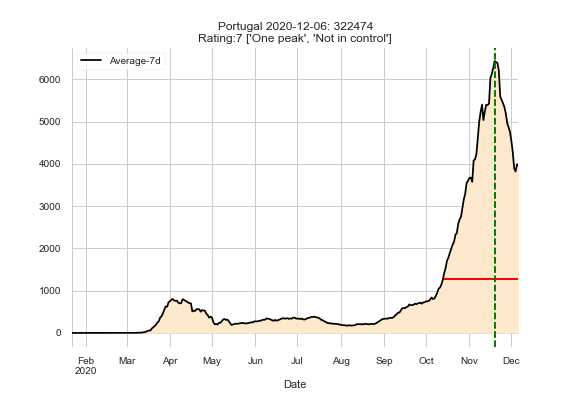 Portugal 2020-12-06: 322474
Rating:7 ['One peak', 'Not in control']
Average-7d
6000
5000
4000
3000
2000
1000
0
Feb Mar Apr May Jun Jul Aug Sep Oct Nov Dec
2020
Date